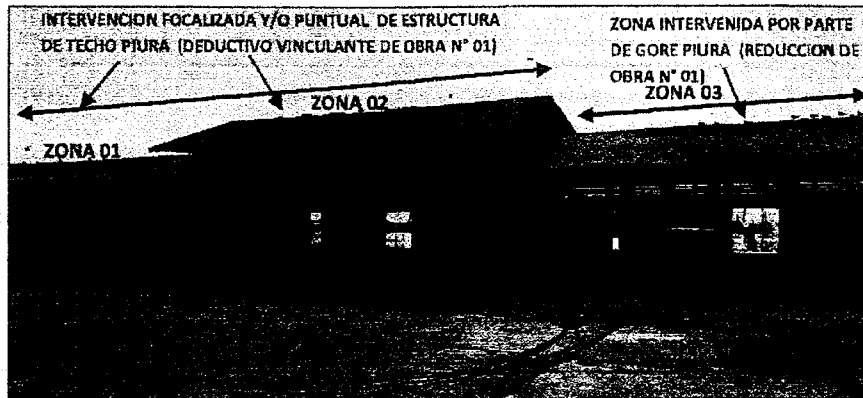 INTERVENCION FOCALIZADA Y/O PUNTUAL DE ESTRUCTURA
DE TECHO PIURA (DEDUCTIVO VINCULANTE DE OBRA N° 01)
ZONA INTERVENIDA POR PARTE
DE GORE PIURA (REDUCCION DE
OBRA N° 01)
ZONA 01
ZONA 02
ZONA 03